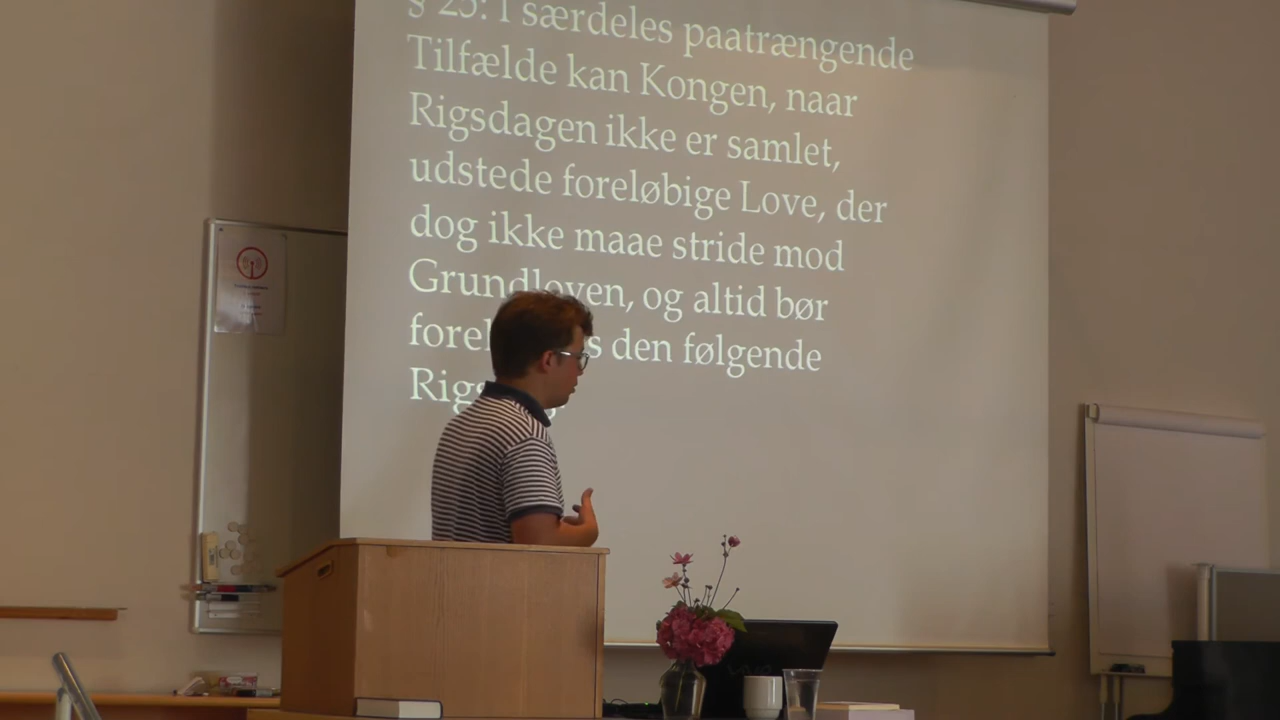 § 25: I særdeles paatrængende
Tilfælde kan Kongen, naar
Rigsdagen ikke er samlet,
udstede foreløbige Love, der
dog ikke maae stride mod
Grundloven, og altid bør
den følgende